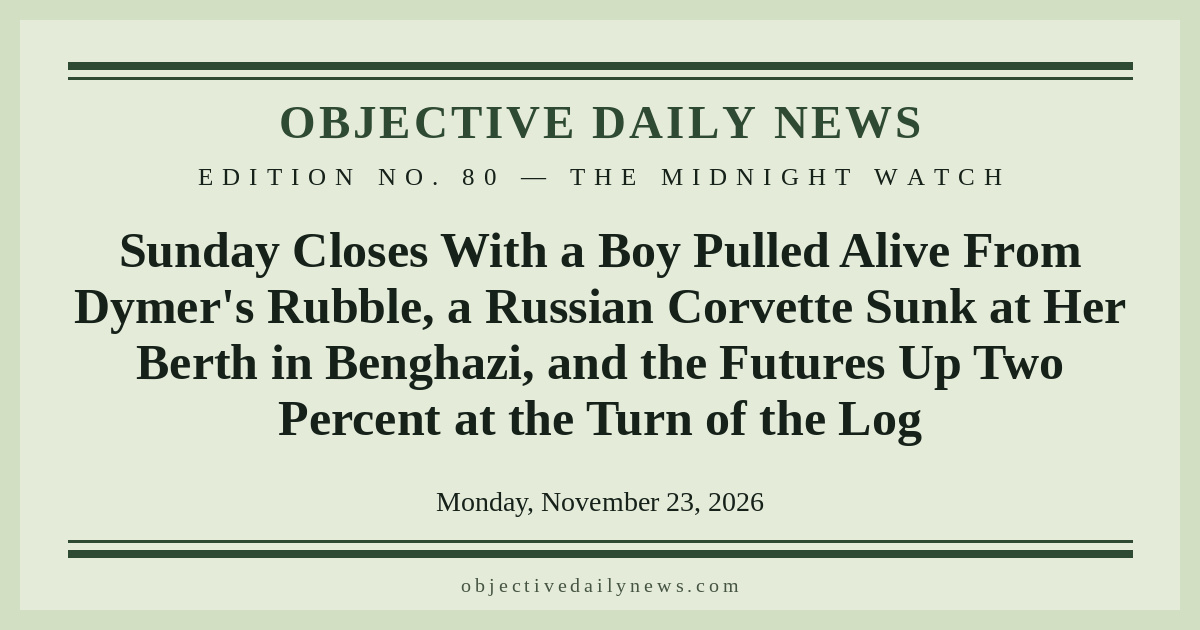 OBJECTIVE DAILY NEWS
EDITION NO. 80 — THE MIDNIGHT WATCH
Sunday Closes With a Boy Pulled Alive From
Dymer's Rubble, a Russian Corvette Sunk at Her
Berth in Benghazi, and the Futures Up Two
Percent at the Turn of the Log
Monday, November 23, 2026
objectivedailynews.com